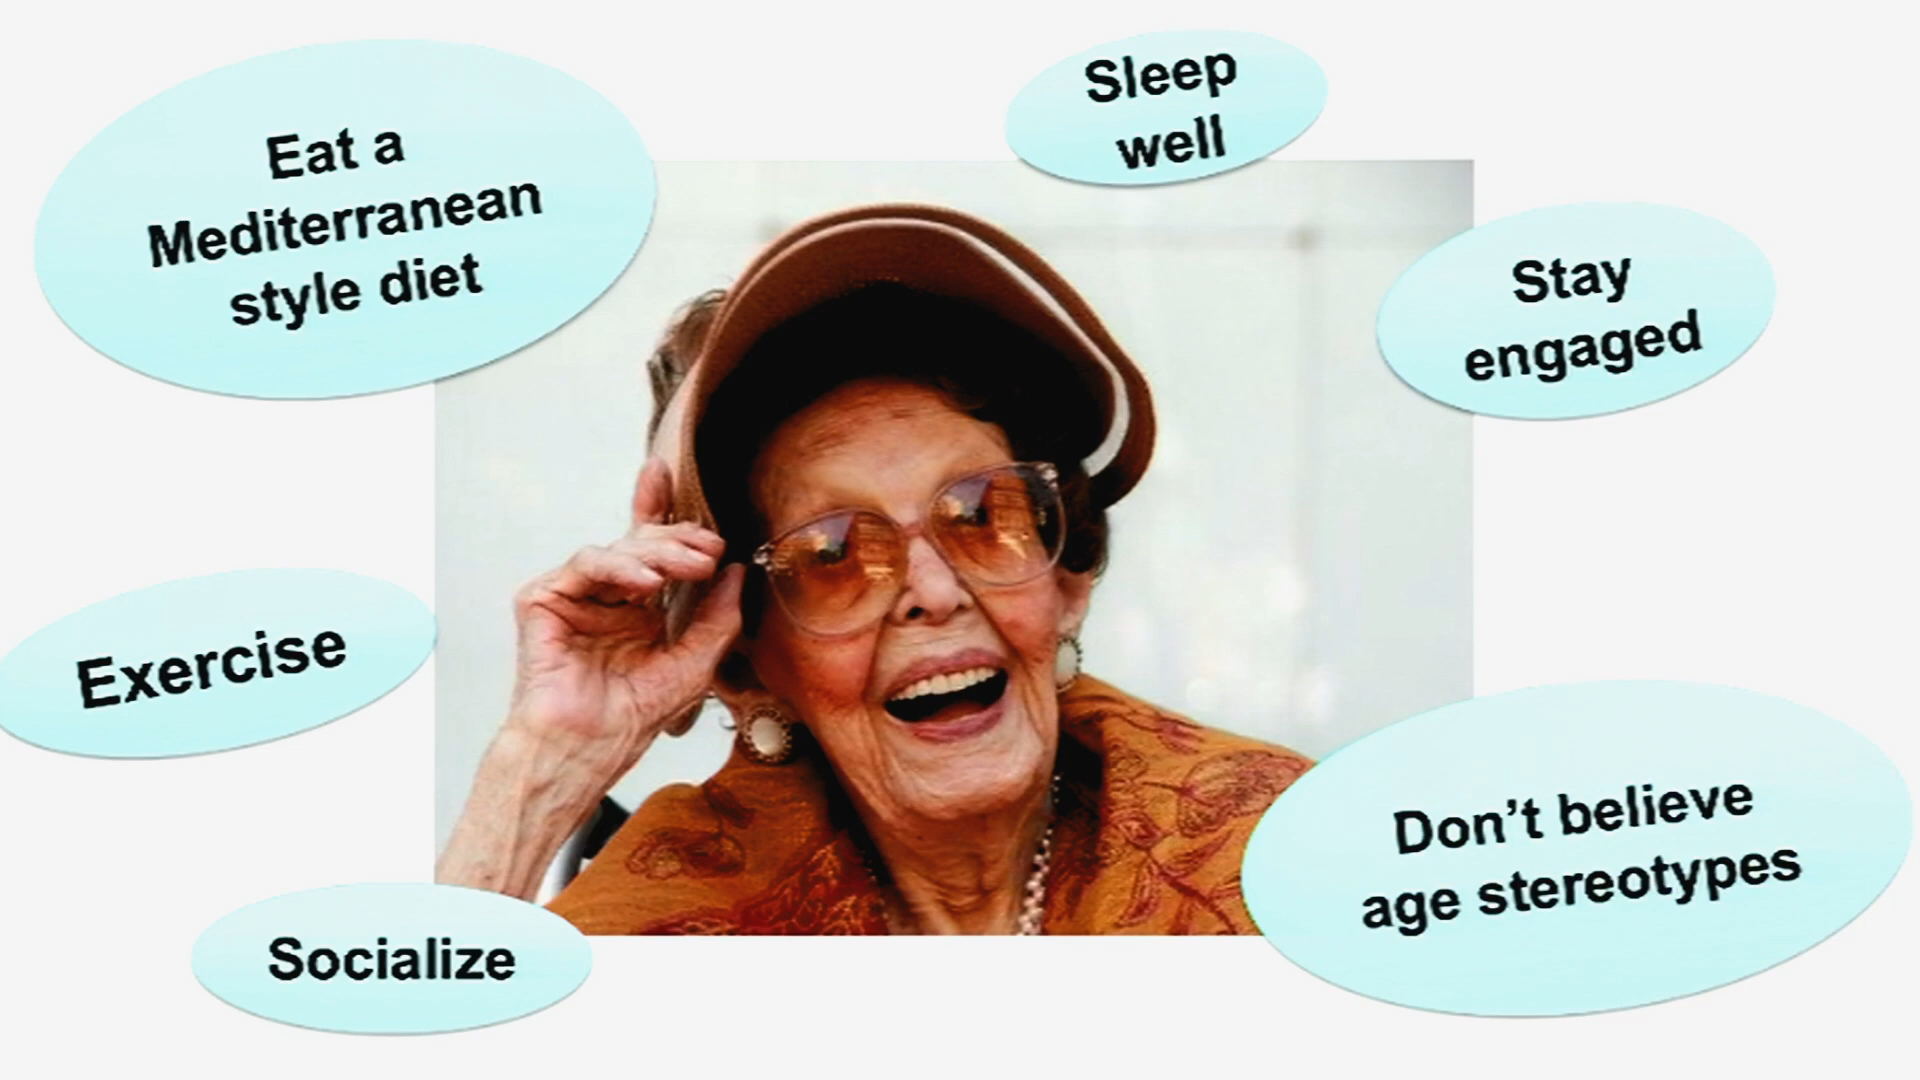 Eat a
Mediterranean
style diet
Sleep
well
Stay
engaged
Exercise
Don’t believe
age stereotypes
Socialize